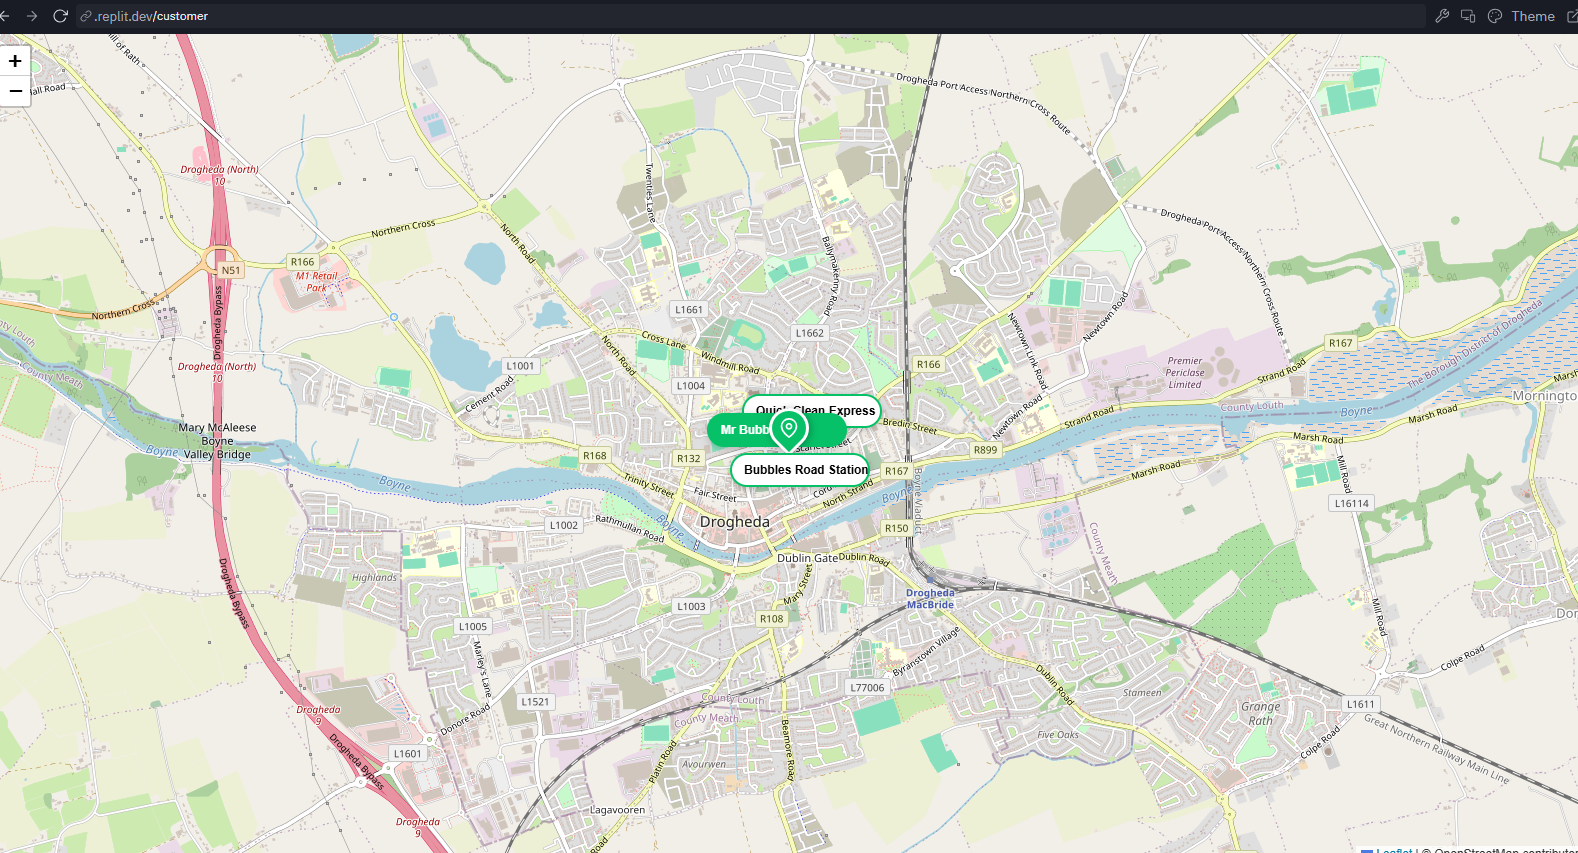 .replit.dev/customer
Theme
+
−
Hill of Rath
Hall Road
Drogheda (North)
10
Northern Cross
N51
R166
M1 Retail
Park
Northern Cross
Drogheda Bypass
Drogheda (North)
10
County Louth
County Meath
Mary McAleese
Boyne
Valley Bridge
Boyne
Boyne
Twenties Lane
North Road
Ballymakenny Road
Drogheda Port Access Northern Cross Route
Drogheda Port Access Northern Cross Route
L1661
L1662
Cross Lane
Windmill Road
North Road
L1001
Cement Road
L1004
Quick Clean Express
Mr Bubb
Bubbles Road Station
Bredin Street
Scarlet Street
R168
R132
Trinity Street
Fair Street
Cord
North Strand
R167
Boyne
Boyne Viaduct
R166
Newtown Link Road
Newtown Road
Newtown Road
Premier
Periclase
Limited
Strand Road
Strand Road
R167
County Louth
Boyne
The Borough District of Drogheda
Marsh Road
Marsh
Mornington
Marsh Road
Marsh Road
R899
Mill Road
L16114
Drogheda
Boyne
L1002
Rathmullan Road
R150
Dublin Gate
Dublin Road
Mary Street
County Meath
Drogheda
MacBride
Highlands
Drogheda Bypass
L1003
L1005
R108
Marley's Lane
Mill Road
Colpe Road
Byranstown Village
L77006
Dublin Road
Stameen
Grange
Rath
L1611
Great Northern Railway Main Line
Colpe Road
Five Oaks
County Louth
County Meath
L1521
Donore Road
Drogheda
9
Drogheda Bypass
L1601
Platin Road
Beamore Road
Avourwen
Lagavooren
Road
Drogheda
9
Leaflet | © OpenStreetMap contributor